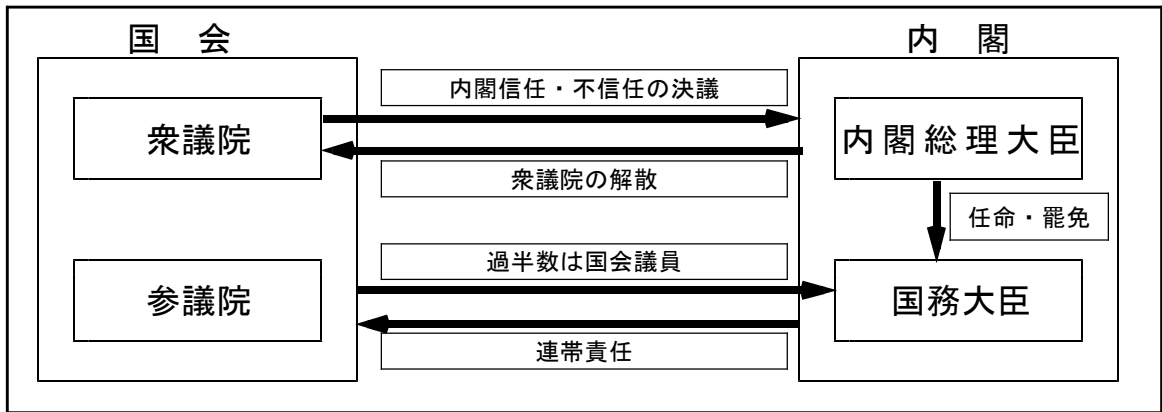 国　会
内　閣
内閣信任・不信任の決議
衆議院
内閣総理大臣
衆議院の解散
任命・罷免
過半数は国会議員
参議院
国務大臣
連帯責任